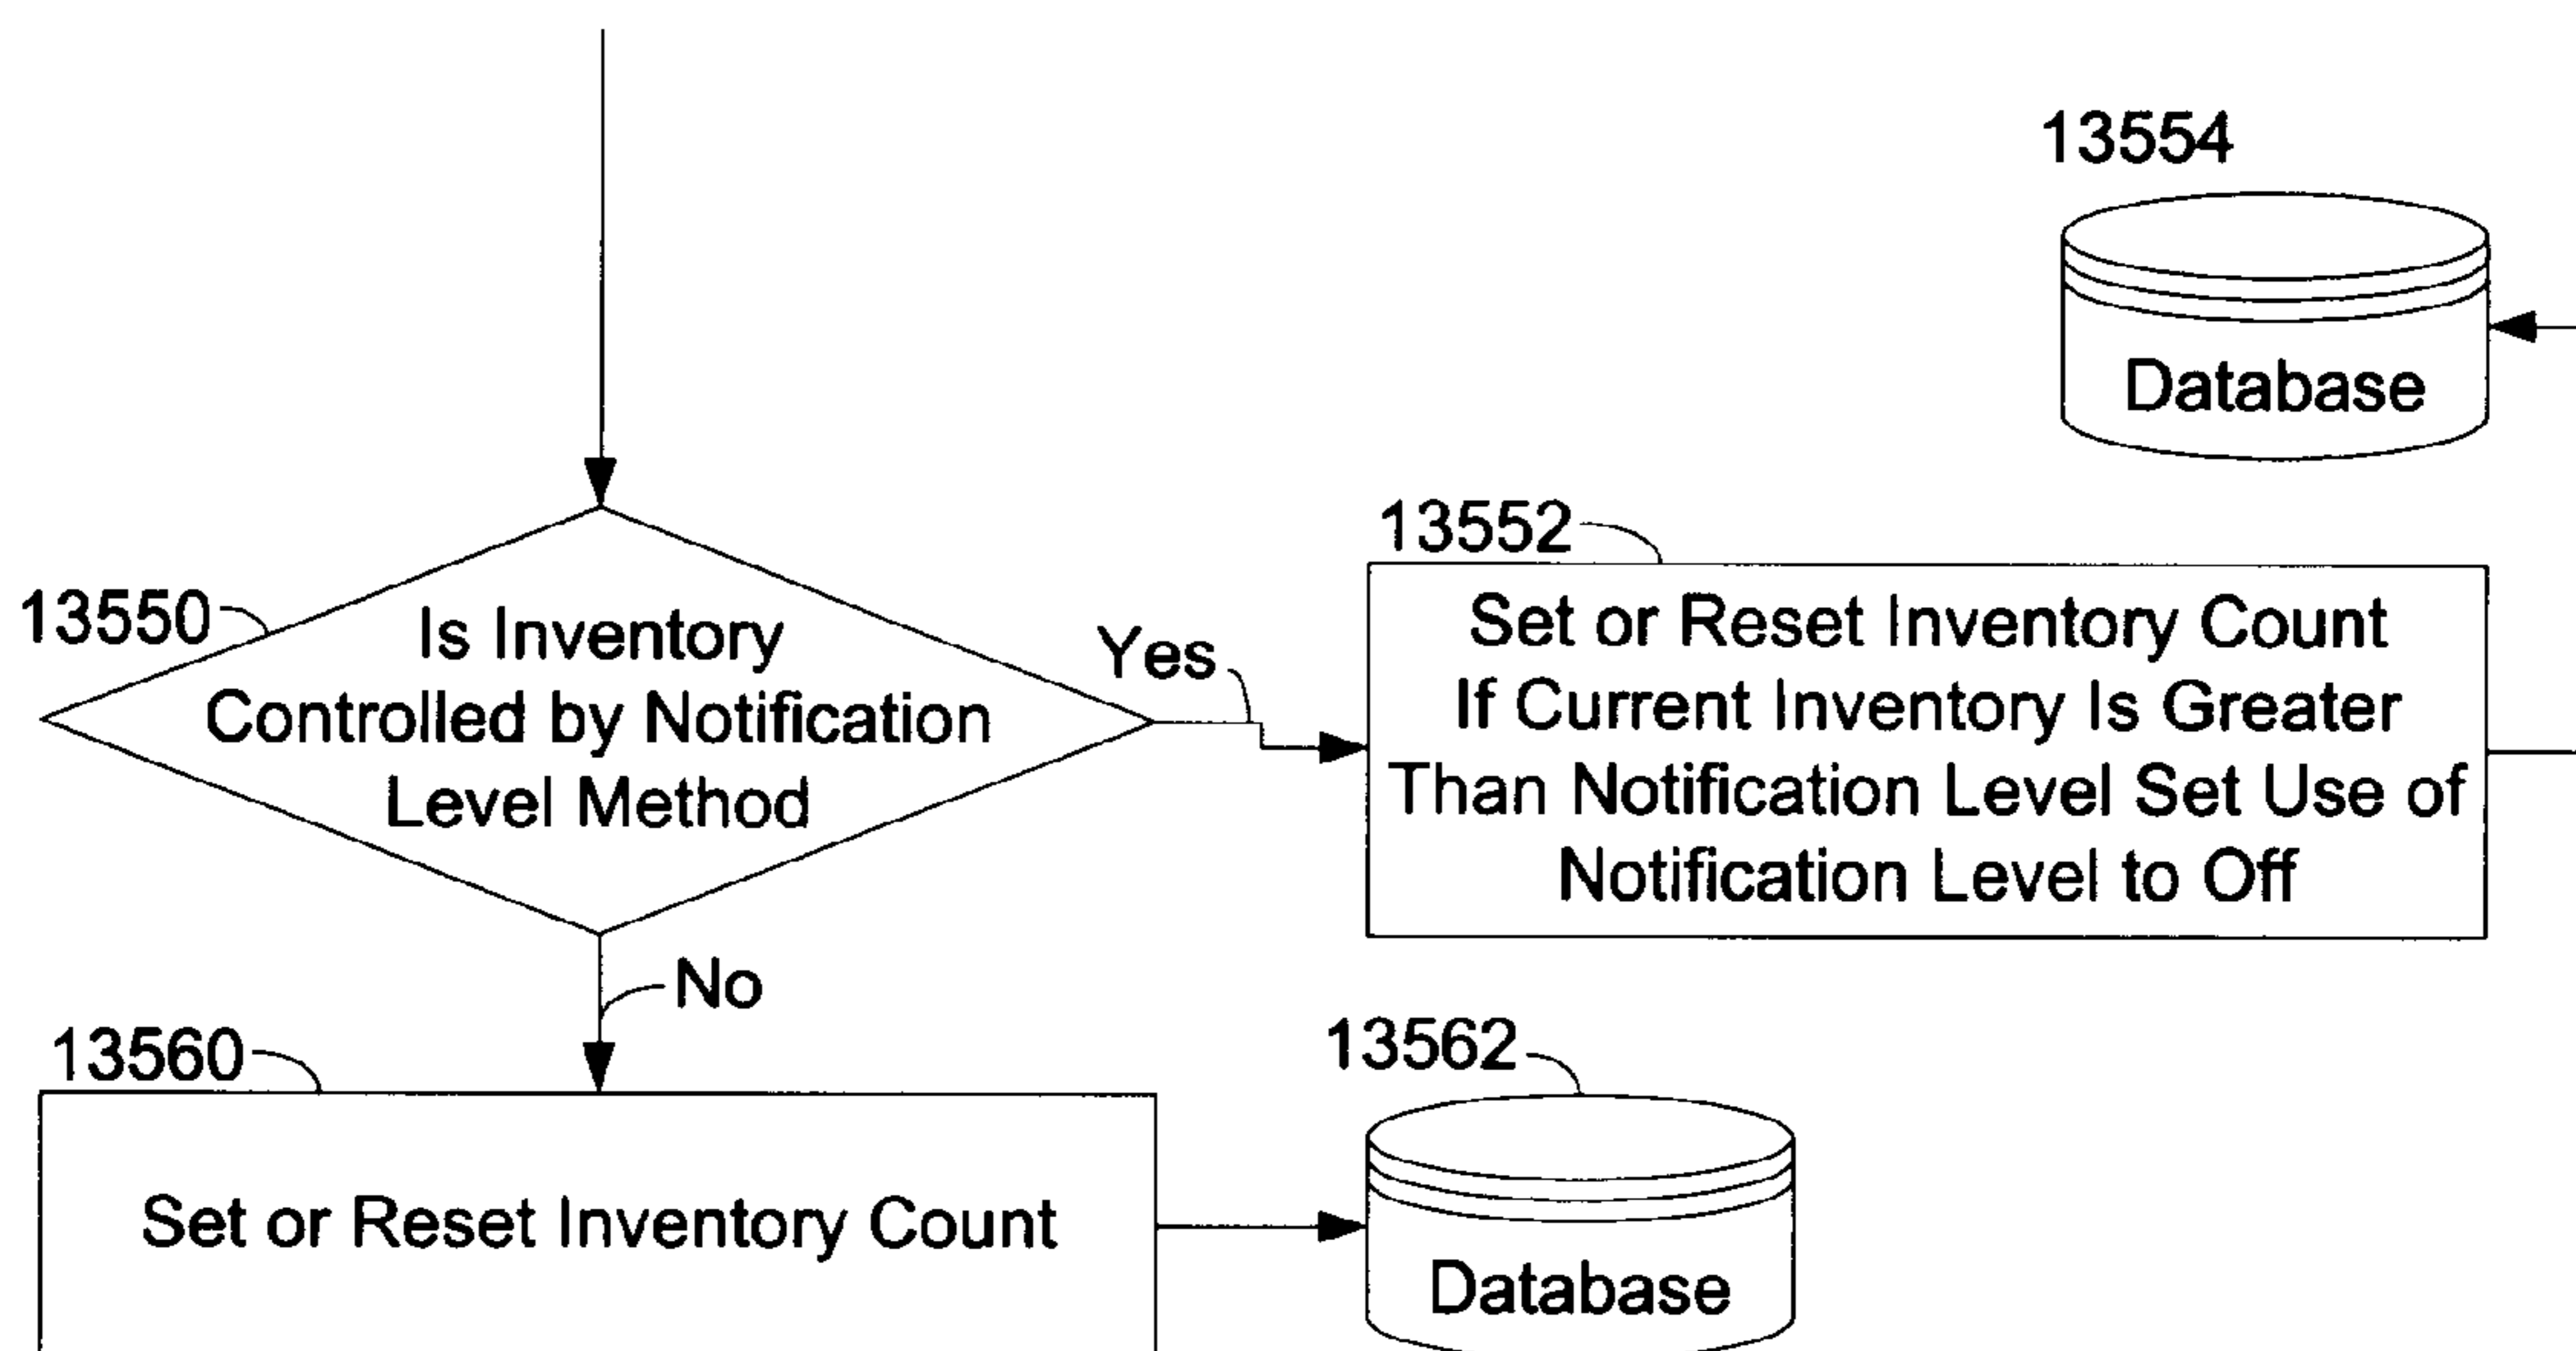 13554
Database
13550
Is Inventory
Controlled by Notification
Level Method
Yes
13552
Set or Reset Inventory Count
If Current Inventory Is Greater
Than Notification Level Set Use of
Notification Level to Off
No
13560
Set or Reset Inventory Count
13562
Database